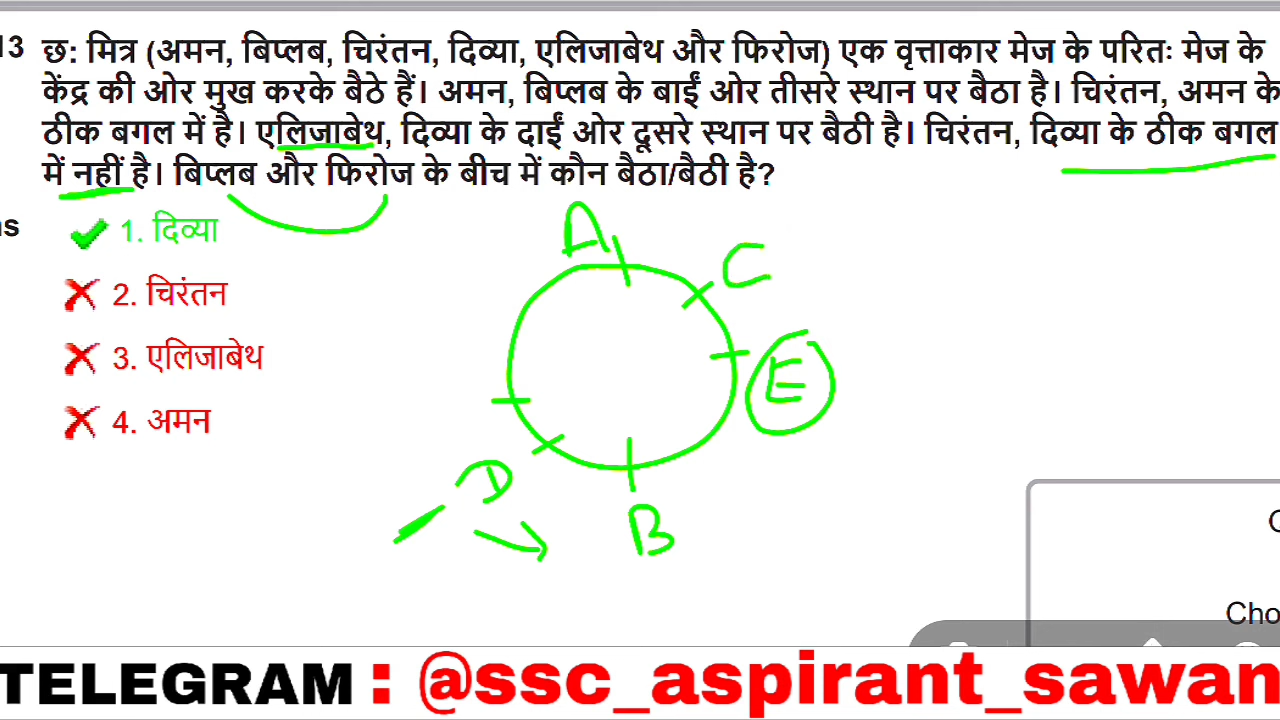 13 छ: मित्र (अमन, बिप्लब, चिरंतन, दिव्या, एलिजाबेथ और फिरोज) एक वृत्ताकार मेज के परितः मेज के
केंद्र की ओर मुख करके बैठे हैं। अमन, बिप्लब के बाईं ओर तीसरे स्थान पर बैठा है। चिरंतन, अमन के
ठीक बगल में है। एलिजाबेथ, दिव्या के दाईं ओर दूसरे स्थान पर बैठी है। चिरंतन, दिव्या के ठीक बगल
में नहीं है। बिप्लब और फिरोज के बीच में कौन बैठा/बैठी है?
ns
1. दिव्या
2. चिरंतन
3. एलिजाबेथ
4. अमन
A
C
E
D
B
C
Cho
TELEGRAM : @ssc_aspirant_sawan